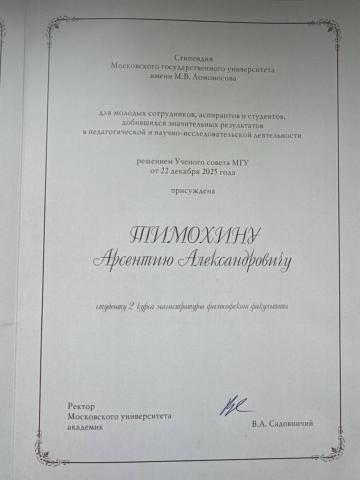 Стипендия
Московского государственного университета
имени М.В. Ломоносова
для молодых сотрудников, аспирантов и студентов,
добившихся значительных результатов
в педагогической и научно-исследовательской деятельности
решением Ученого совета МГУ
от 22 декабря 2025 года
присуждена
ТИМОХИНУ
Арсентию Александровичу
студенту 2 курса магистратуры философского факультета
Ректор
Московского университета
академик
В.А. Садовничий